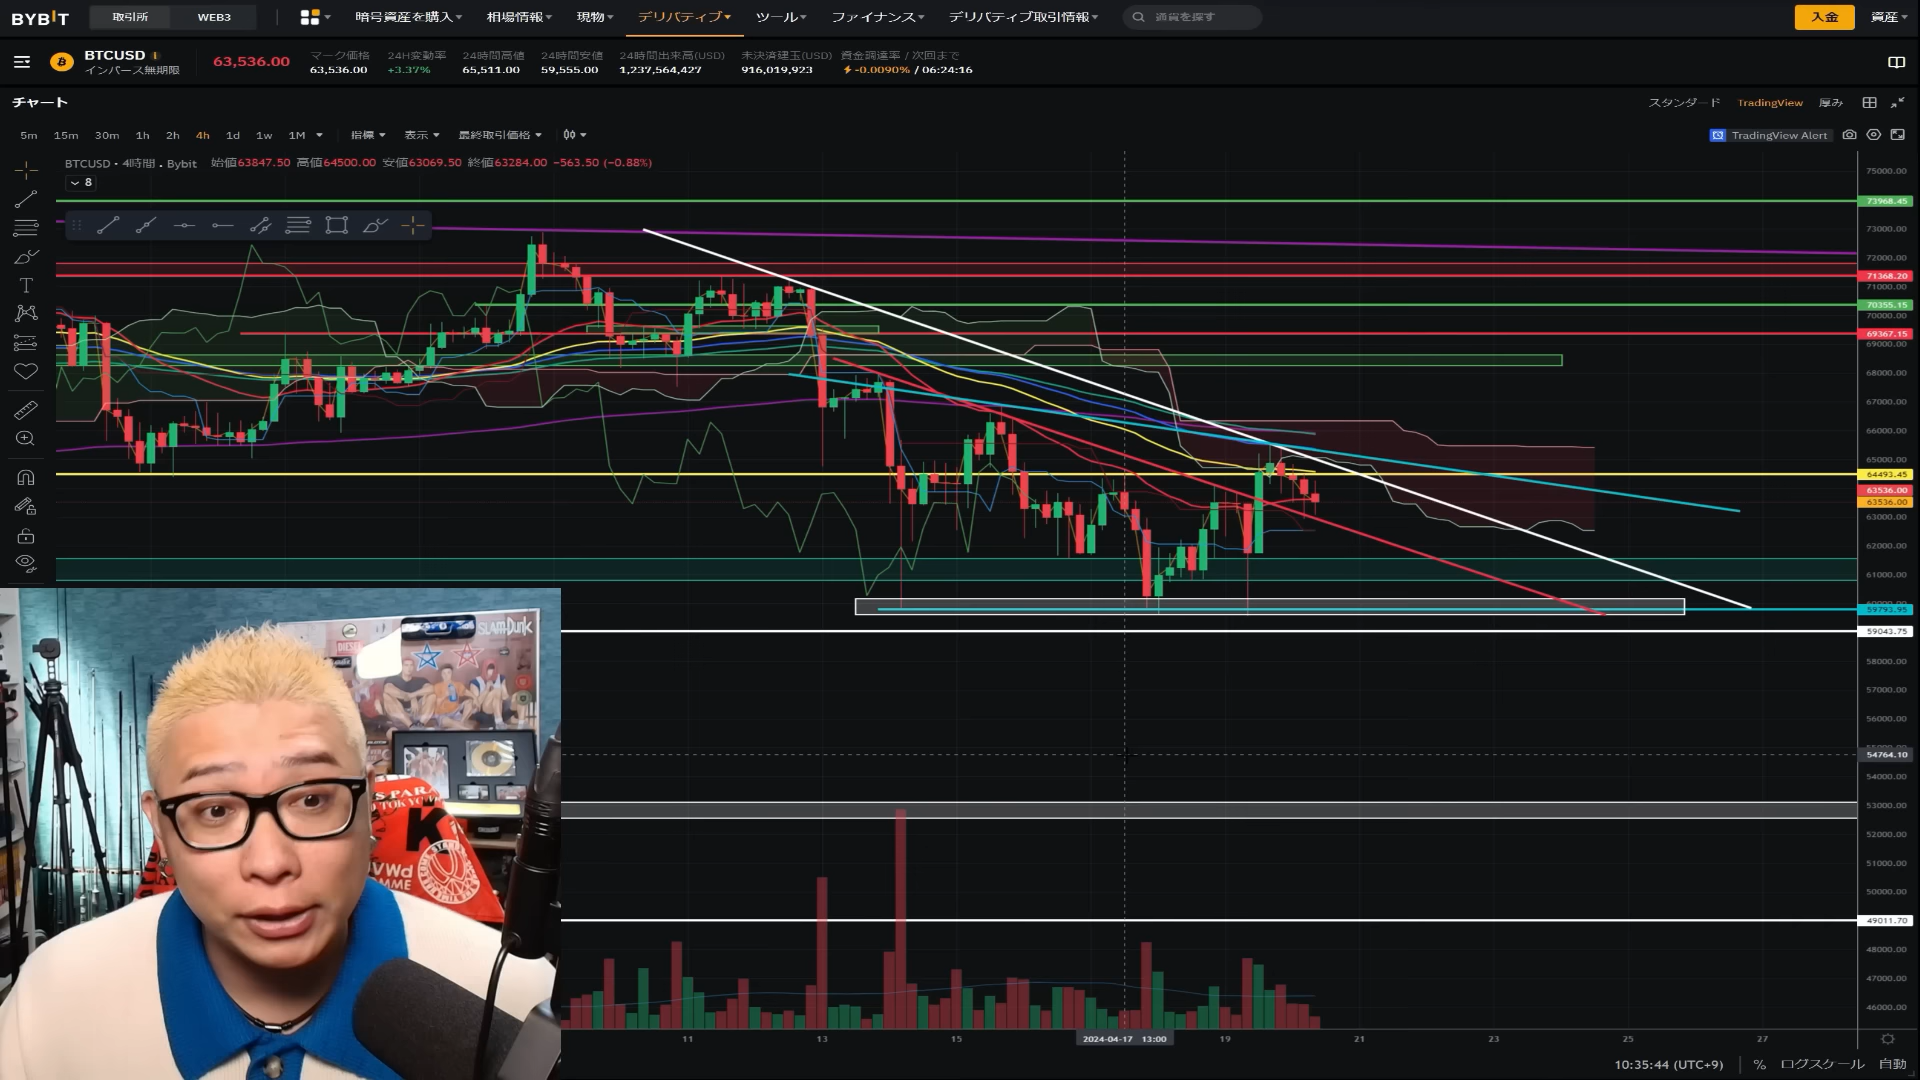 BYBIT 取引所 WEB3 暗号資産を購入 相場情報 現物 デリバティブ ツール ファイナンス デリバティブ取引情報 通貨を探す 入金 資産
BTCUSD
インバース無期限
63,536.00
マーク価格 24H変動率 24時間高値 24時間安値 24時間出来高(USD) 未決済建玉(USD) 資金調達率 / 次回まで
63,536.00 +3.37% 65,511.00 59,555.00 1,237,564,427 916,019,923 -0.0090% / 06:24:16
チャート スタンダード TradingView 厚み
5m 15m 30m 1h 2h 4h 1d 1w 1M 指標 表示 最終取引価格 TradingView Alert
BTCUSD・4時間 . Bybit 始値63847.50 高値64500.00 安値63069.50 終値63284.00 −563.50 (−0.88%)
8
75000.00
73968.45
73000.00
72000.00
71368.20
71000.00
70355.15
70000.00
69367.15
69000.00
68000.00
67000.00
66000.00
65000.00
64493.45
63536.00
63536.00
63000.00
62000.00
61000.00
59793.95
59043.75
58000.00
57000.00
56000.00
54764.10
54000.00
53000.00
52000.00
51000.00
50000.00
49011.70
48000.00
47000.00
46000.00
SLAM DUNK
DIESEL
K
VWd
AMME
11 13 15 2024-04-17 13:00 19 21 23 25 27
10:35:44 (UTC+9) % ログスケール 自動